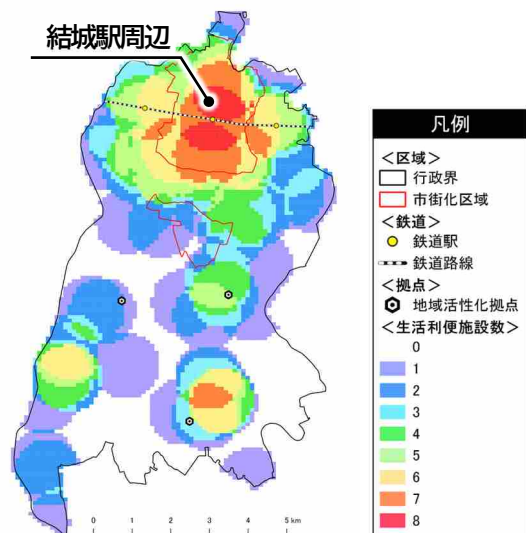 結城駅周辺
凡例
＜区域＞
行政界
市街化区域
＜鉄道＞
鉄道駅
鉄道路線
＜拠点＞
地域活性化拠点
＜生活利便施設数＞
0
1
2
3
4
5
6
7
8
0 1 2 3 4 5 km